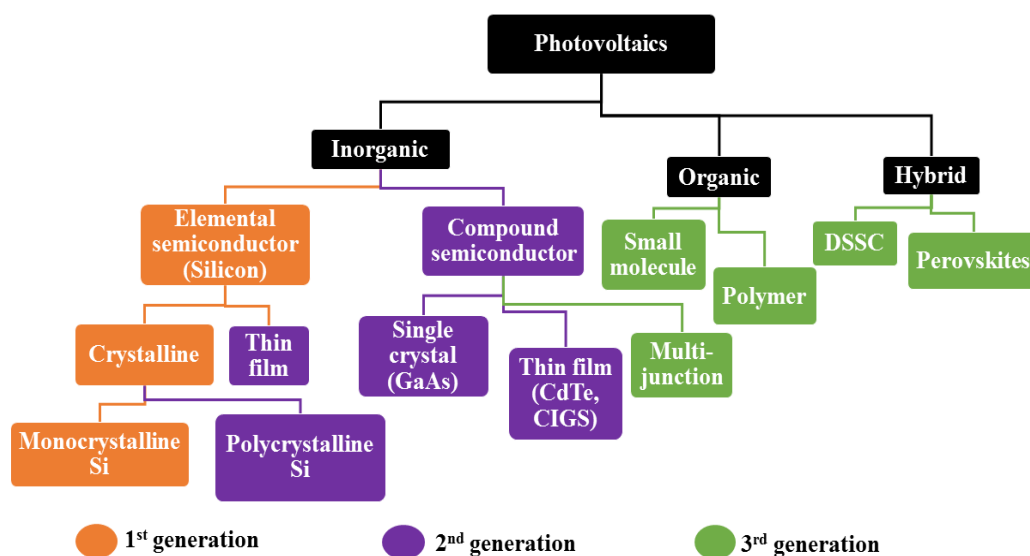 Photovoltaics
Inorganic
Organic
Hybrid
Elemental
semiconductor
(Silicon)
Compound
semiconductor
Small
molecule
Polymer
DSSC
Perovskites
Crystalline
Thin
film
Single
crystal
(GaAs)
Thin film
(CdTe,
CIGS)
Multi-
junction
Monocrystalline
Si
Polycrystalline
Si
1st generation
2nd generation
3rd generation